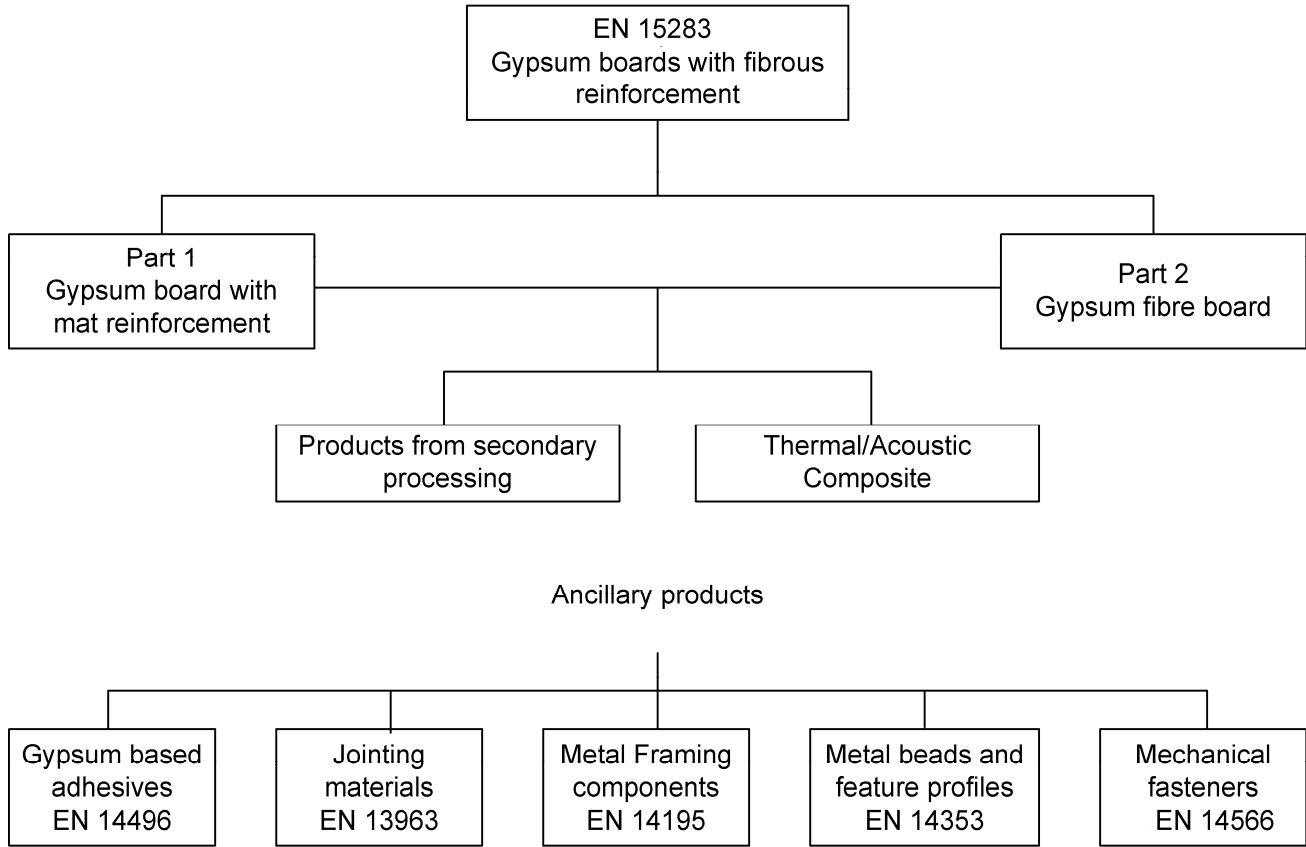 EN 15283
Gypsum boards with fibrous
reinforcement
Part 1
Gypsum board with
mat reinforcement
Part 2
Gypsum fibre board
Products from secondary
processing
Thermal/Acoustic
Composite
Ancillary products
Gypsum based
adhesives
EN 14496
Jointing
materials
EN 13963
Metal Framing
components
EN 14195
Metal beads and
feature profiles
EN 14353
Mechanical
fasteners
EN 14566